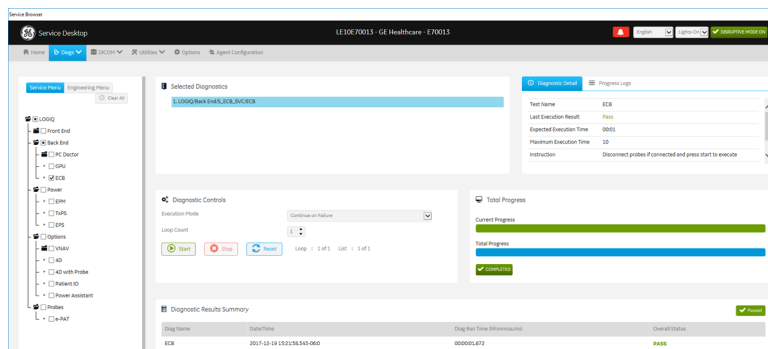 Service Browser
Service Desktop
LE10E70013 - GE Healthcare - E70013
English
Lights-On
DISRUPTIVE MODE ON
Home
Diags
DICOM
Utilities
Options
Agent Configuration
Service Menu
Engineering Menu
Clear All
LOGIQ
Front End
Back End
PC Doctor
GPU
ECB
Power
EPM
TxPS
EPS
Options
VNAV
4D
4D with Probe
Patient IO
Power Assistant
Probes
e-PAT
Selected Diagnostics
1. LOGIQ/Back End/S_ECB_SVC/ECB
Diagnostic Detail
Progress Logs
Test Name ECB
Last Execution Result Pass
Expected Execution Time 00:01
Maximum Execution Time 10
Instruction Disconnect probes if connected and press start to execute
Diagnostic Controls
Execution Mode Continue on Failure
Loop Count 1
Start Stop Reset Loop : 1 of 1 List : 1 of 1
Total Progress
Current Progress
Total Progress
COMPLETED
Diagnostic Results Summary
Passed
Diag Name Date/Time Diag Run Time (hh:mm:ss.ms) Overall Status
ECB 2017-12-19 15:21:58.543-06:0 00:00:01.672 PASS